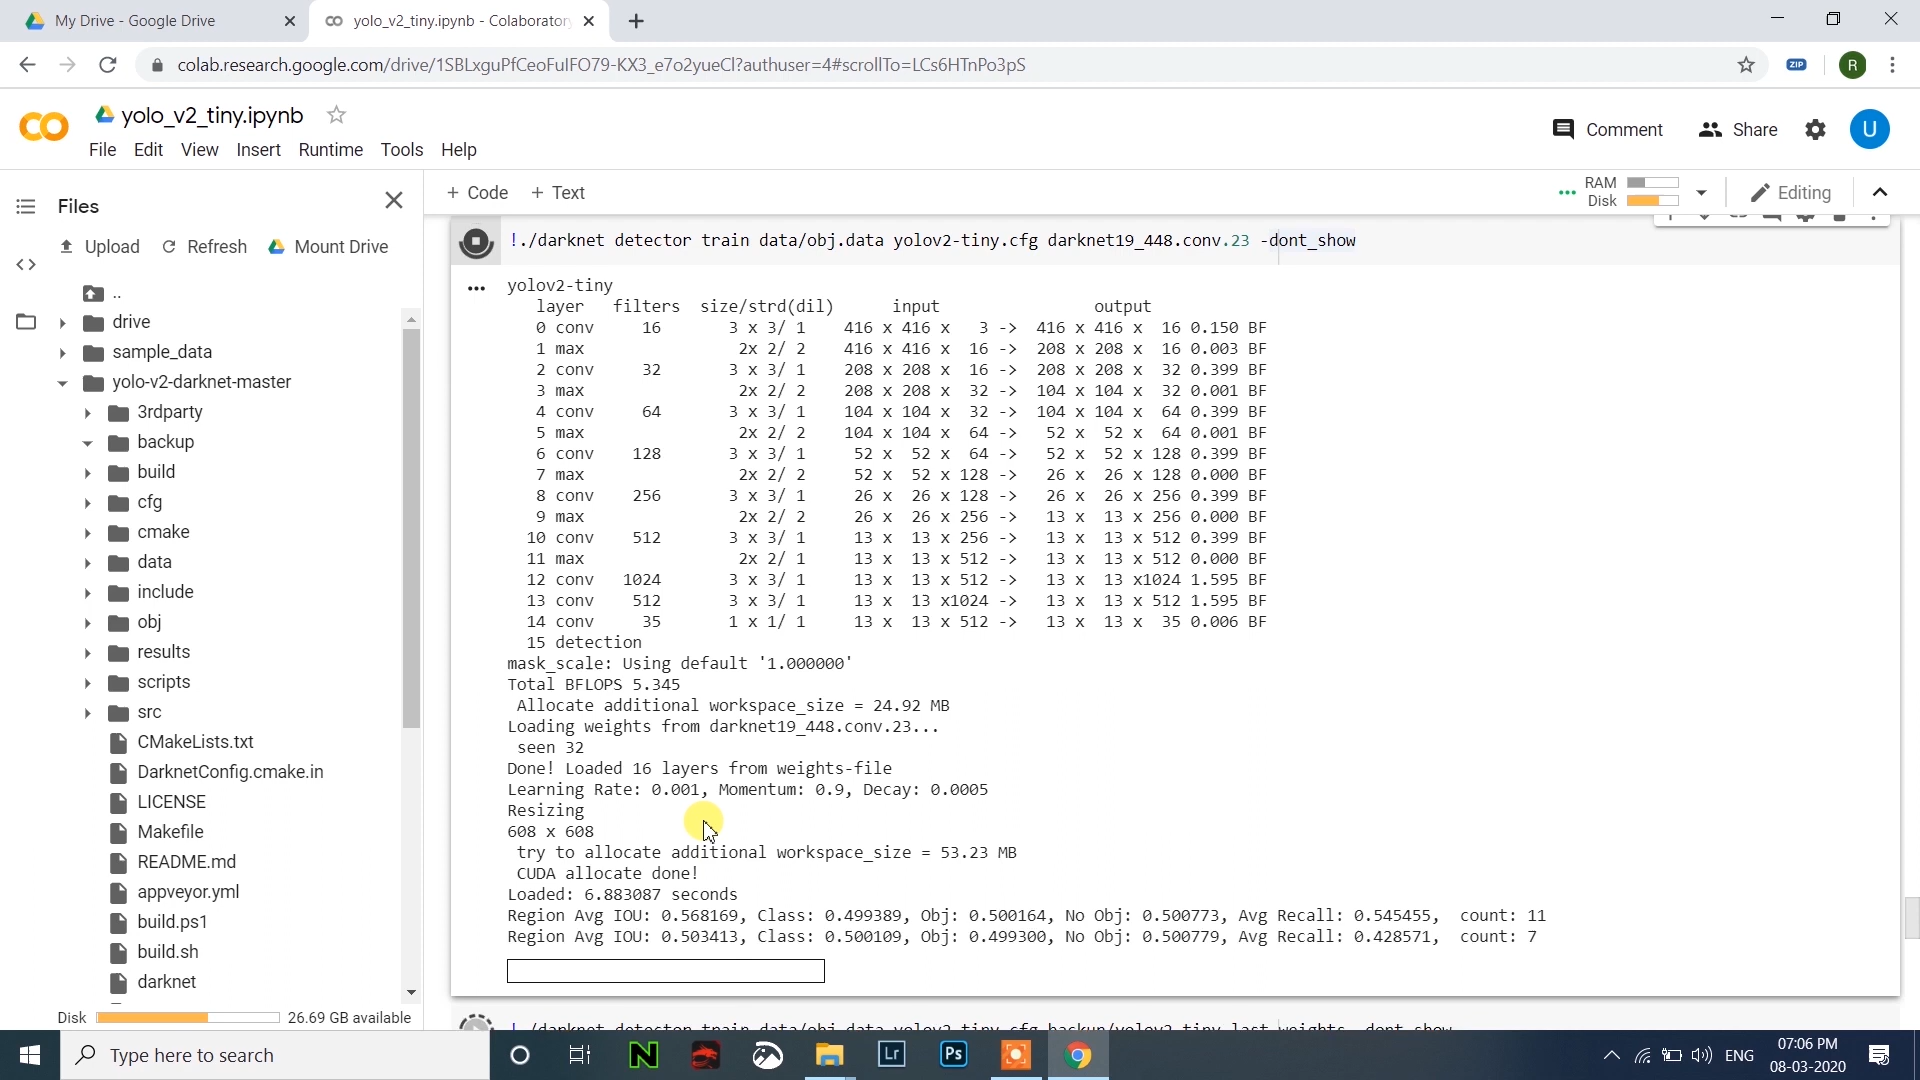 My Drive - Google Drive
yolo_v2_tiny.ipynb - Colaboratory
colab.research.google.com/drive/1SBLxguPfCeoFuIFO79-KX3_e7o2yueCl?authuser=4#scrollTo=LCs6HTnPo3pS
ZIP
R
yolo_v2_tiny.ipynb
File Edit View Insert Runtime Tools Help
Comment
Share
U
Files
+ Code + Text
RAM
Disk
Editing
Upload Refresh Mount Drive
..
drive
sample_data
yolo-v2-darknet-master
3rdparty
backup
build
cfg
cmake
data
include
obj
results
scripts
src
CMakeLists.txt
DarknetConfig.cmake.in
LICENSE
Makefile
README.md
appveyor.yml
build.ps1
build.sh
darknet
Disk 26.69 GB available
!./darknet detector train data/obj.data yolov2-tiny.cfg darknet19_448.conv.23 -dont_show
yolov2-tiny
layer filters size/strd(dil) input output
0 conv 16 3 x 3/ 1 416 x 416 x 3 -> 416 x 416 x 16 0.150 BF
1 max 2x 2/ 2 416 x 416 x 16 -> 208 x 208 x 16 0.003 BF
2 conv 32 3 x 3/ 1 208 x 208 x 16 -> 208 x 208 x 32 0.399 BF
3 max 2x 2/ 2 208 x 208 x 32 -> 104 x 104 x 32 0.001 BF
4 conv 64 3 x 3/ 1 104 x 104 x 32 -> 104 x 104 x 64 0.399 BF
5 max 2x 2/ 2 104 x 104 x 64 -> 52 x 52 x 64 0.001 BF
6 conv 128 3 x 3/ 1 52 x 52 x 64 -> 52 x 52 x 128 0.399 BF
7 max 2x 2/ 2 52 x 52 x 128 -> 26 x 26 x 128 0.000 BF
8 conv 256 3 x 3/ 1 26 x 26 x 128 -> 26 x 26 x 256 0.399 BF
9 max 2x 2/ 2 26 x 26 x 256 -> 13 x 13 x 256 0.000 BF
10 conv 512 3 x 3/ 1 13 x 13 x 256 -> 13 x 13 x 512 0.399 BF
11 max 2x 2/ 1 13 x 13 x 512 -> 13 x 13 x 512 0.000 BF
12 conv 1024 3 x 3/ 1 13 x 13 x 512 -> 13 x 13 x1024 1.595 BF
13 conv 512 3 x 3/ 1 13 x 13 x1024 -> 13 x 13 x 512 1.595 BF
14 conv 35 1 x 1/ 1 13 x 13 x 512 -> 13 x 13 x 35 0.006 BF
15 detection
mask_scale: Using default '1.000000'
Total BFLOPS 5.345
Allocate additional workspace_size = 24.92 MB
Loading weights from darknet19_448.conv.23...
seen 32
Done! Loaded 16 layers from weights-file
Learning Rate: 0.001, Momentum: 0.9, Decay: 0.0005
Resizing
608 x 608
try to allocate additional workspace_size = 53.23 MB
CUDA allocate done!
Loaded: 6.883087 seconds
Region Avg IOU: 0.568169, Class: 0.499389, Obj: 0.500164, No Obj: 0.500773, Avg Recall: 0.545455, count: 11
Region Avg IOU: 0.503413, Class: 0.500109, Obj: 0.499300, No Obj: 0.500779, Avg Recall: 0.428571, count: 7
!./darknet detector train data/obj.data yolov2-tiny.cfg backup/yolov2-tiny_last.weights -dont_show
Type here to search
N
Lr
Ps
ENG
07:06 PM
08-03-2020